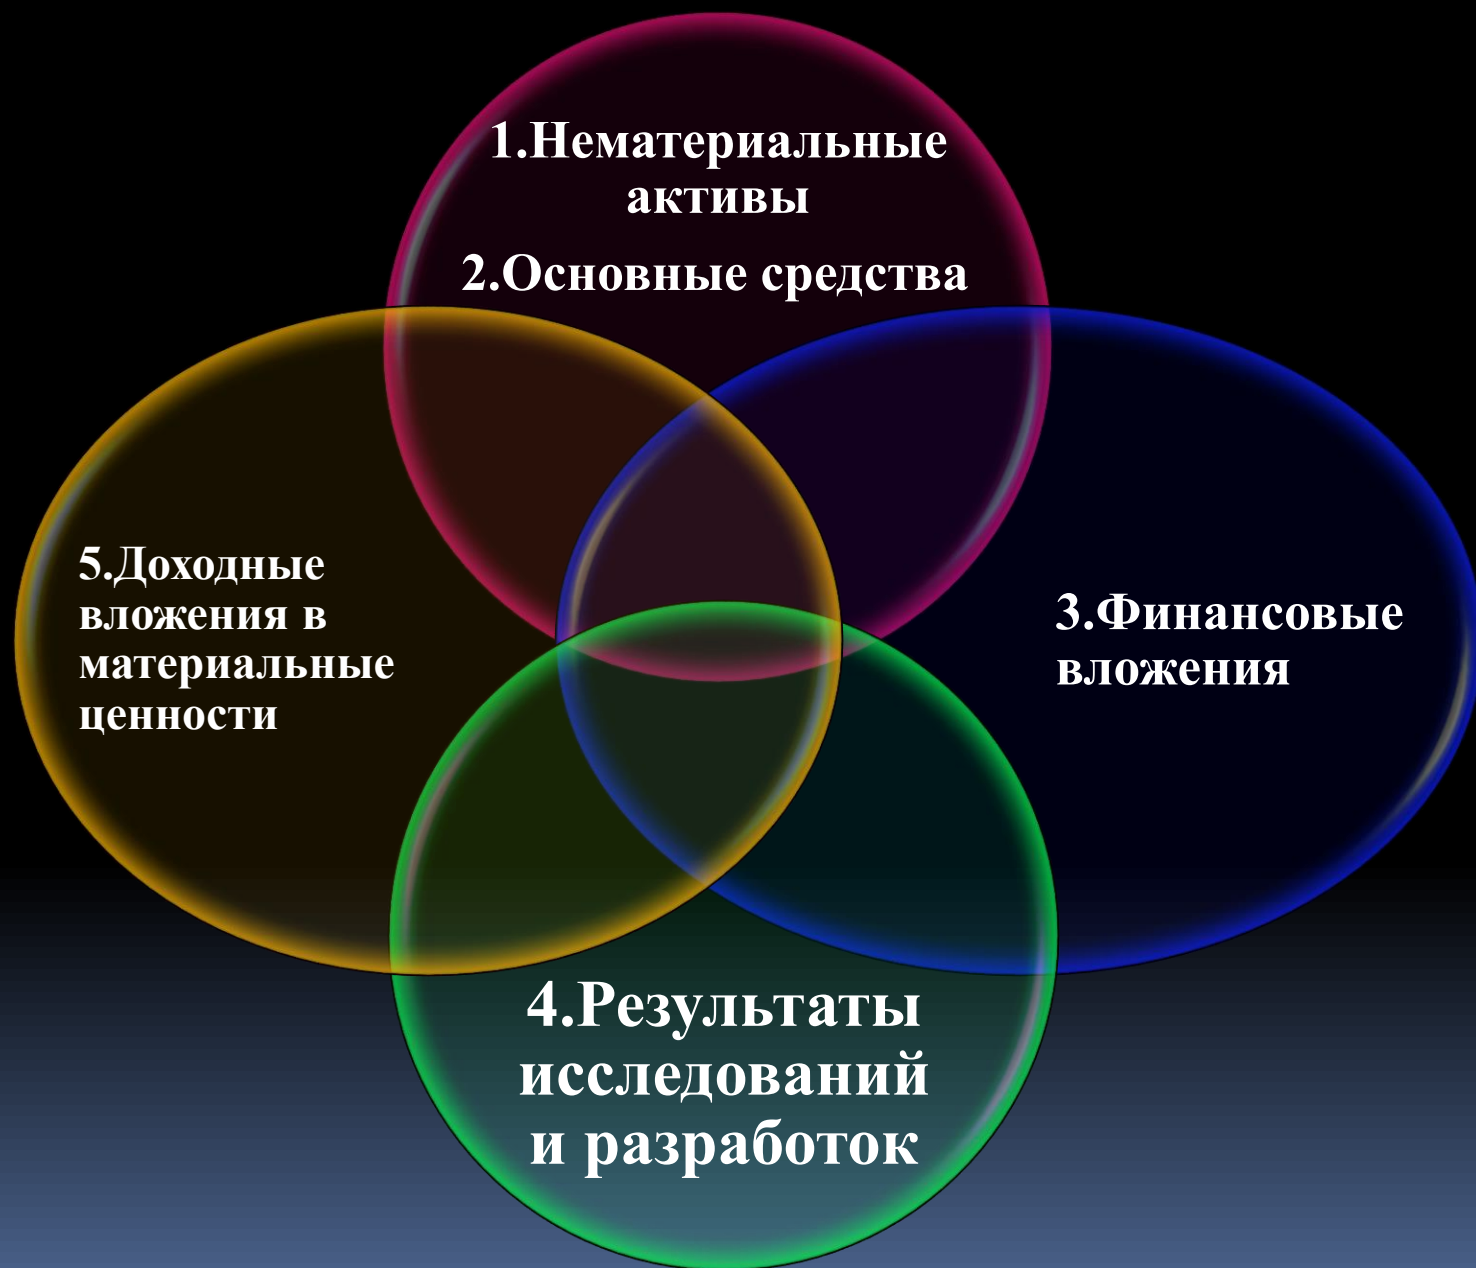 1.Нематериальные
активы
2.Основные средства
3.Финансовые
вложения
4.Результаты
исследований
и разработок
5.Доходные
вложения в
материальные
ценности